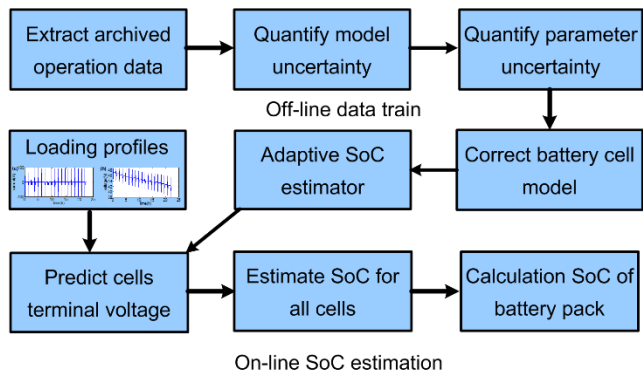 Extract archived
operation data
Quantify model
uncertainty
Quantify parameter
uncertainty
Off-line data train
Loading profiles
Adaptive SoC
estimator
Correct battery cell
model
Predict cells
terminal voltage
Estimate SoC for
all cells
Calculation SoC of
battery pack
On-line SoC estimation